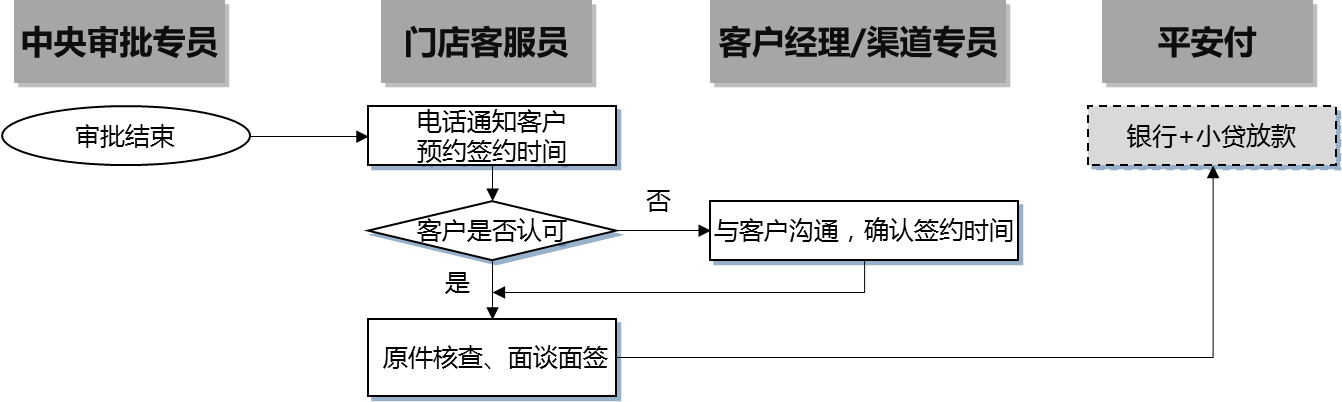 中央审批专员
门店客服员
客户经理/渠道专员
平安付
审批结束
电话通知客户
预约签约时间
银行+小贷放款
否
客户是否认可
与客户沟通，确认签约时间
是
原件核查、面谈面签